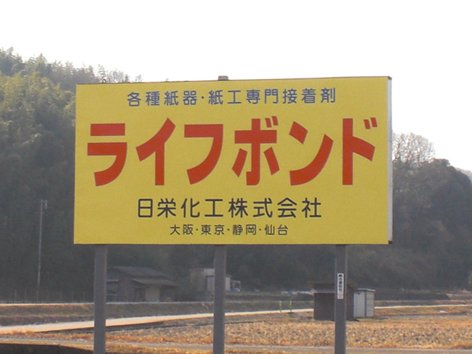 各種紙器・紙工専門接着剤
ライフボンド
日栄化工株式会社
大阪・東京・静岡・仙台